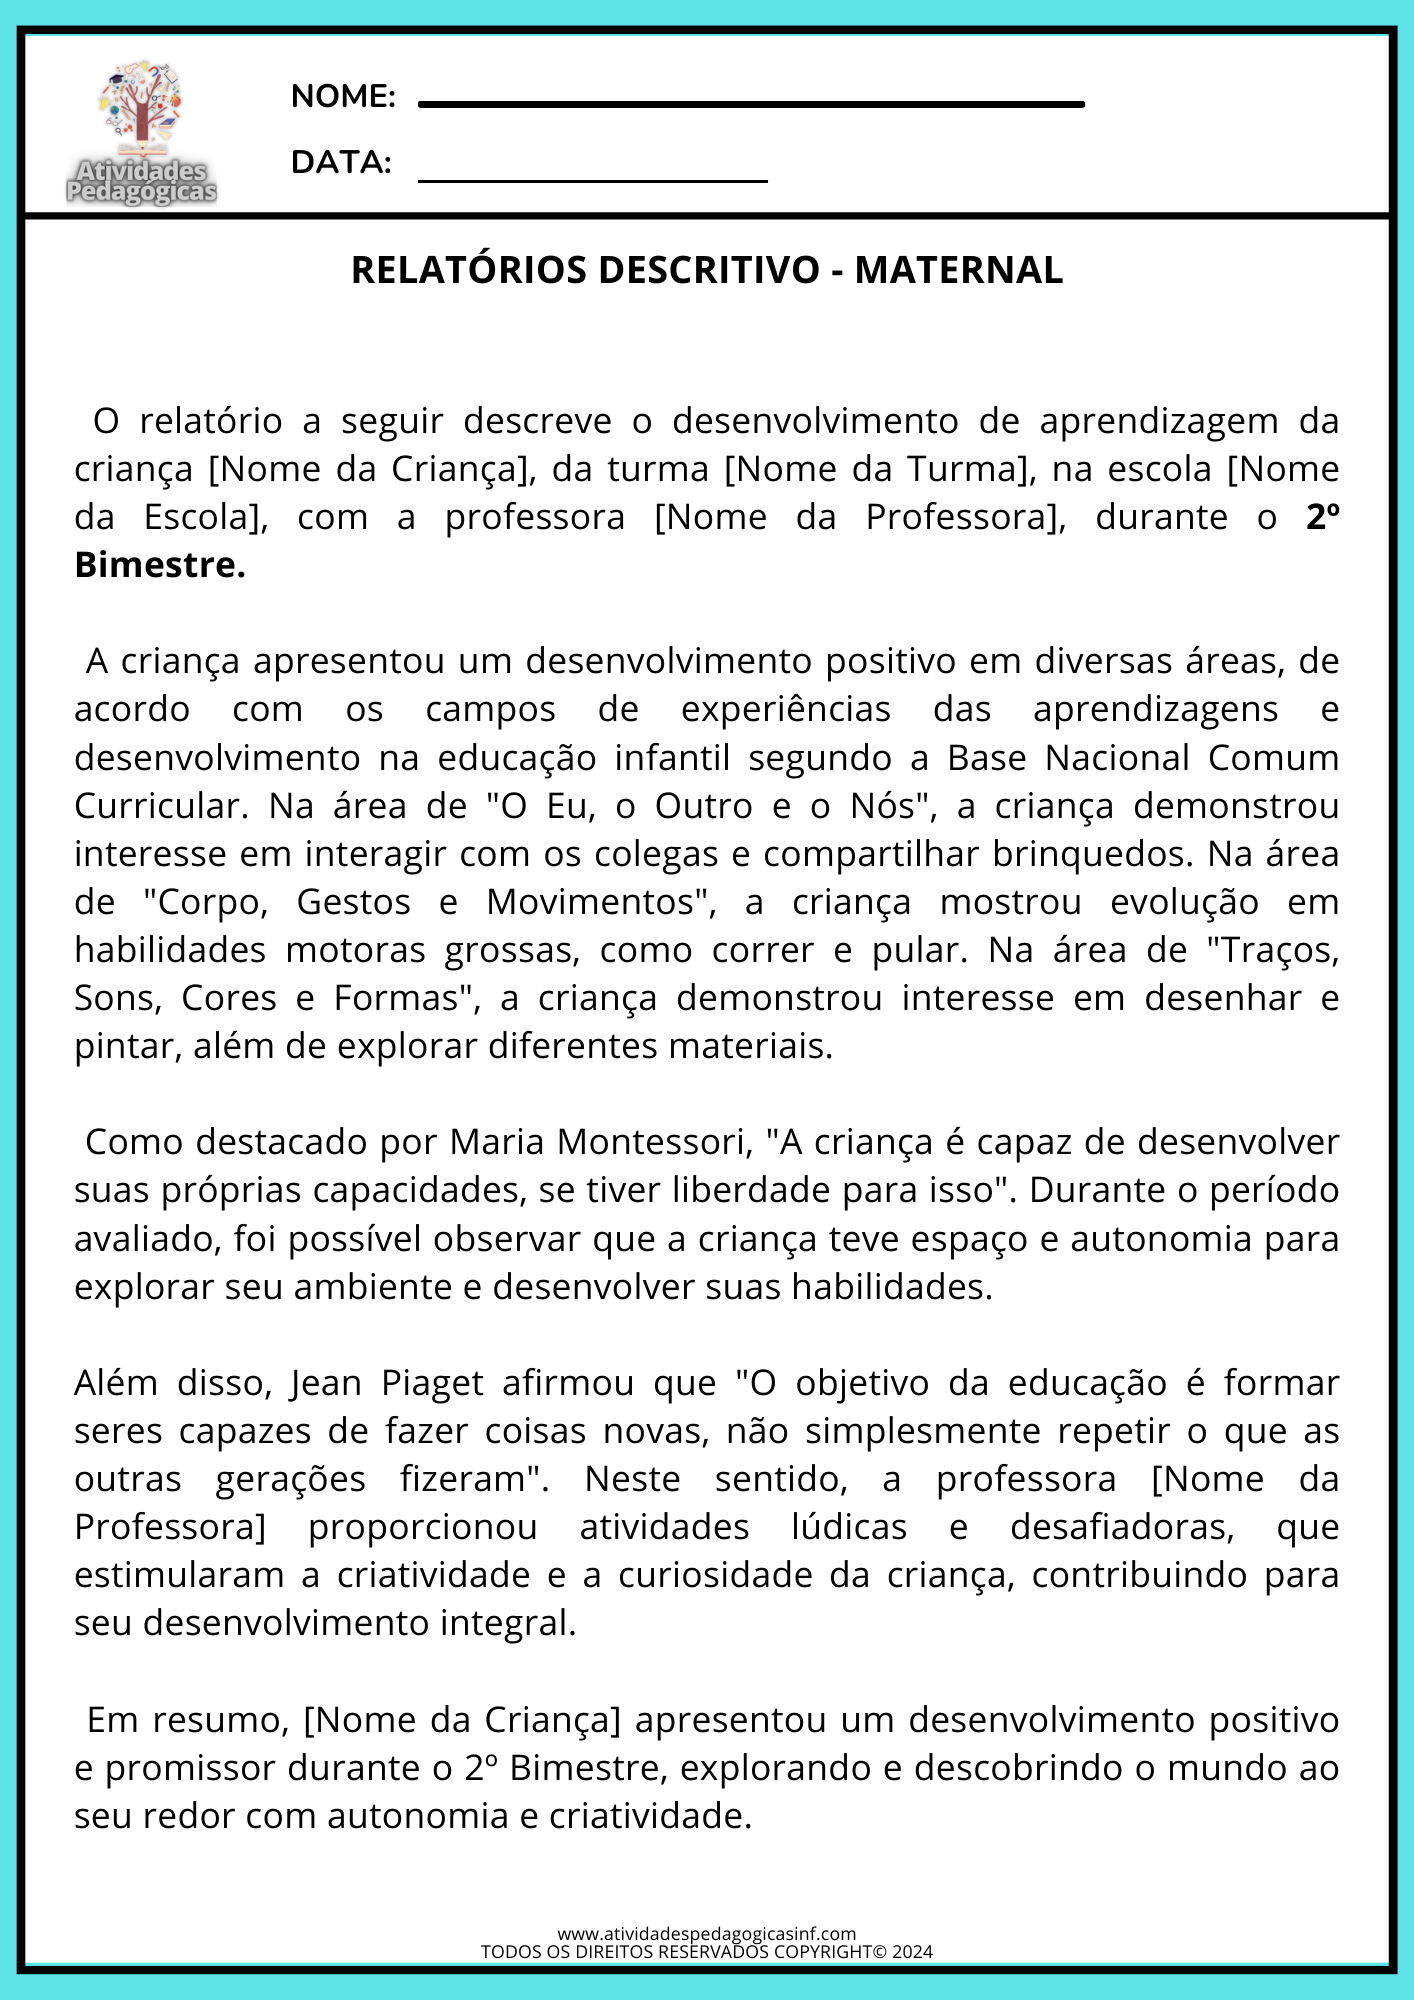 Atividades
Pedagógicas
NOME:
DATA:
RELATÓRIOS DESCRITIVO - MATERNAL
O relatório a seguir descreve o desenvolvimento de aprendizagem da
criança [Nome da Criança], da turma [Nome da Turma], na escola [Nome
da Escola], com a professora [Nome da Professora], durante o 2º
Bimestre.
A criança apresentou um desenvolvimento positivo em diversas áreas, de
acordo com os campos de experiências das aprendizagens e
desenvolvimento na educação infantil segundo a Base Nacional Comum
Curricular. Na área de "O Eu, o Outro e o Nós", a criança demonstrou
interesse em interagir com os colegas e compartilhar brinquedos. Na área
de "Corpo, Gestos e Movimentos", a criança mostrou evolução em
habilidades motoras grossas, como correr e pular. Na área de "Traços,
Sons, Cores e Formas", a criança demonstrou interesse em desenhar e
pintar, além de explorar diferentes materiais.
Como destacado por Maria Montessori, "A criança é capaz de desenvolver
suas próprias capacidades, se tiver liberdade para isso". Durante o período
avaliado, foi possível observar que a criança teve espaço e autonomia para
explorar seu ambiente e desenvolver suas habilidades.
Além disso, Jean Piaget afirmou que "O objetivo da educação é formar
seres capazes de fazer coisas novas, não simplesmente repetir o que as
outras gerações fizeram". Neste sentido, a professora [Nome da
Professora] proporcionou atividades lúdicas e desafiadoras, que
estimularam a criatividade e a curiosidade da criança, contribuindo para
seu desenvolvimento integral.
Em resumo, [Nome da Criança] apresentou um desenvolvimento positivo
e promissor durante o 2º Bimestre, explorando e descobrindo o mundo ao
seu redor com autonomia e criatividade.
www.atividadespedagogicasinf.com
TODOS OS DIREITOS RESERVADOS COPYRIGHT© 2024